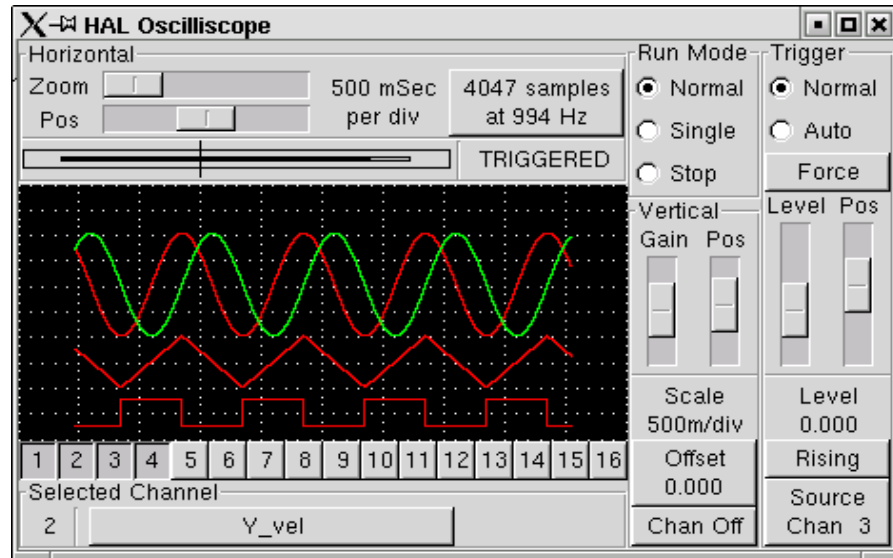 HAL Oscilliscope
Horizontal
Zoom
Pos
500 mSec
per div
4047 samples
at 994 Hz
TRIGGERED
Run Mode
Normal
Single
Stop
Trigger
Normal
Auto
Force
Level Pos
Vertical
Gain Pos
Scale
500m/div
Offset
0.000
Chan Off
Level
0.000
Rising
Source
Chan 3
1 2 3 4 5 6 7 8 9 10 11 12 13 14 15 16
Selected Channel
2 Y_vel